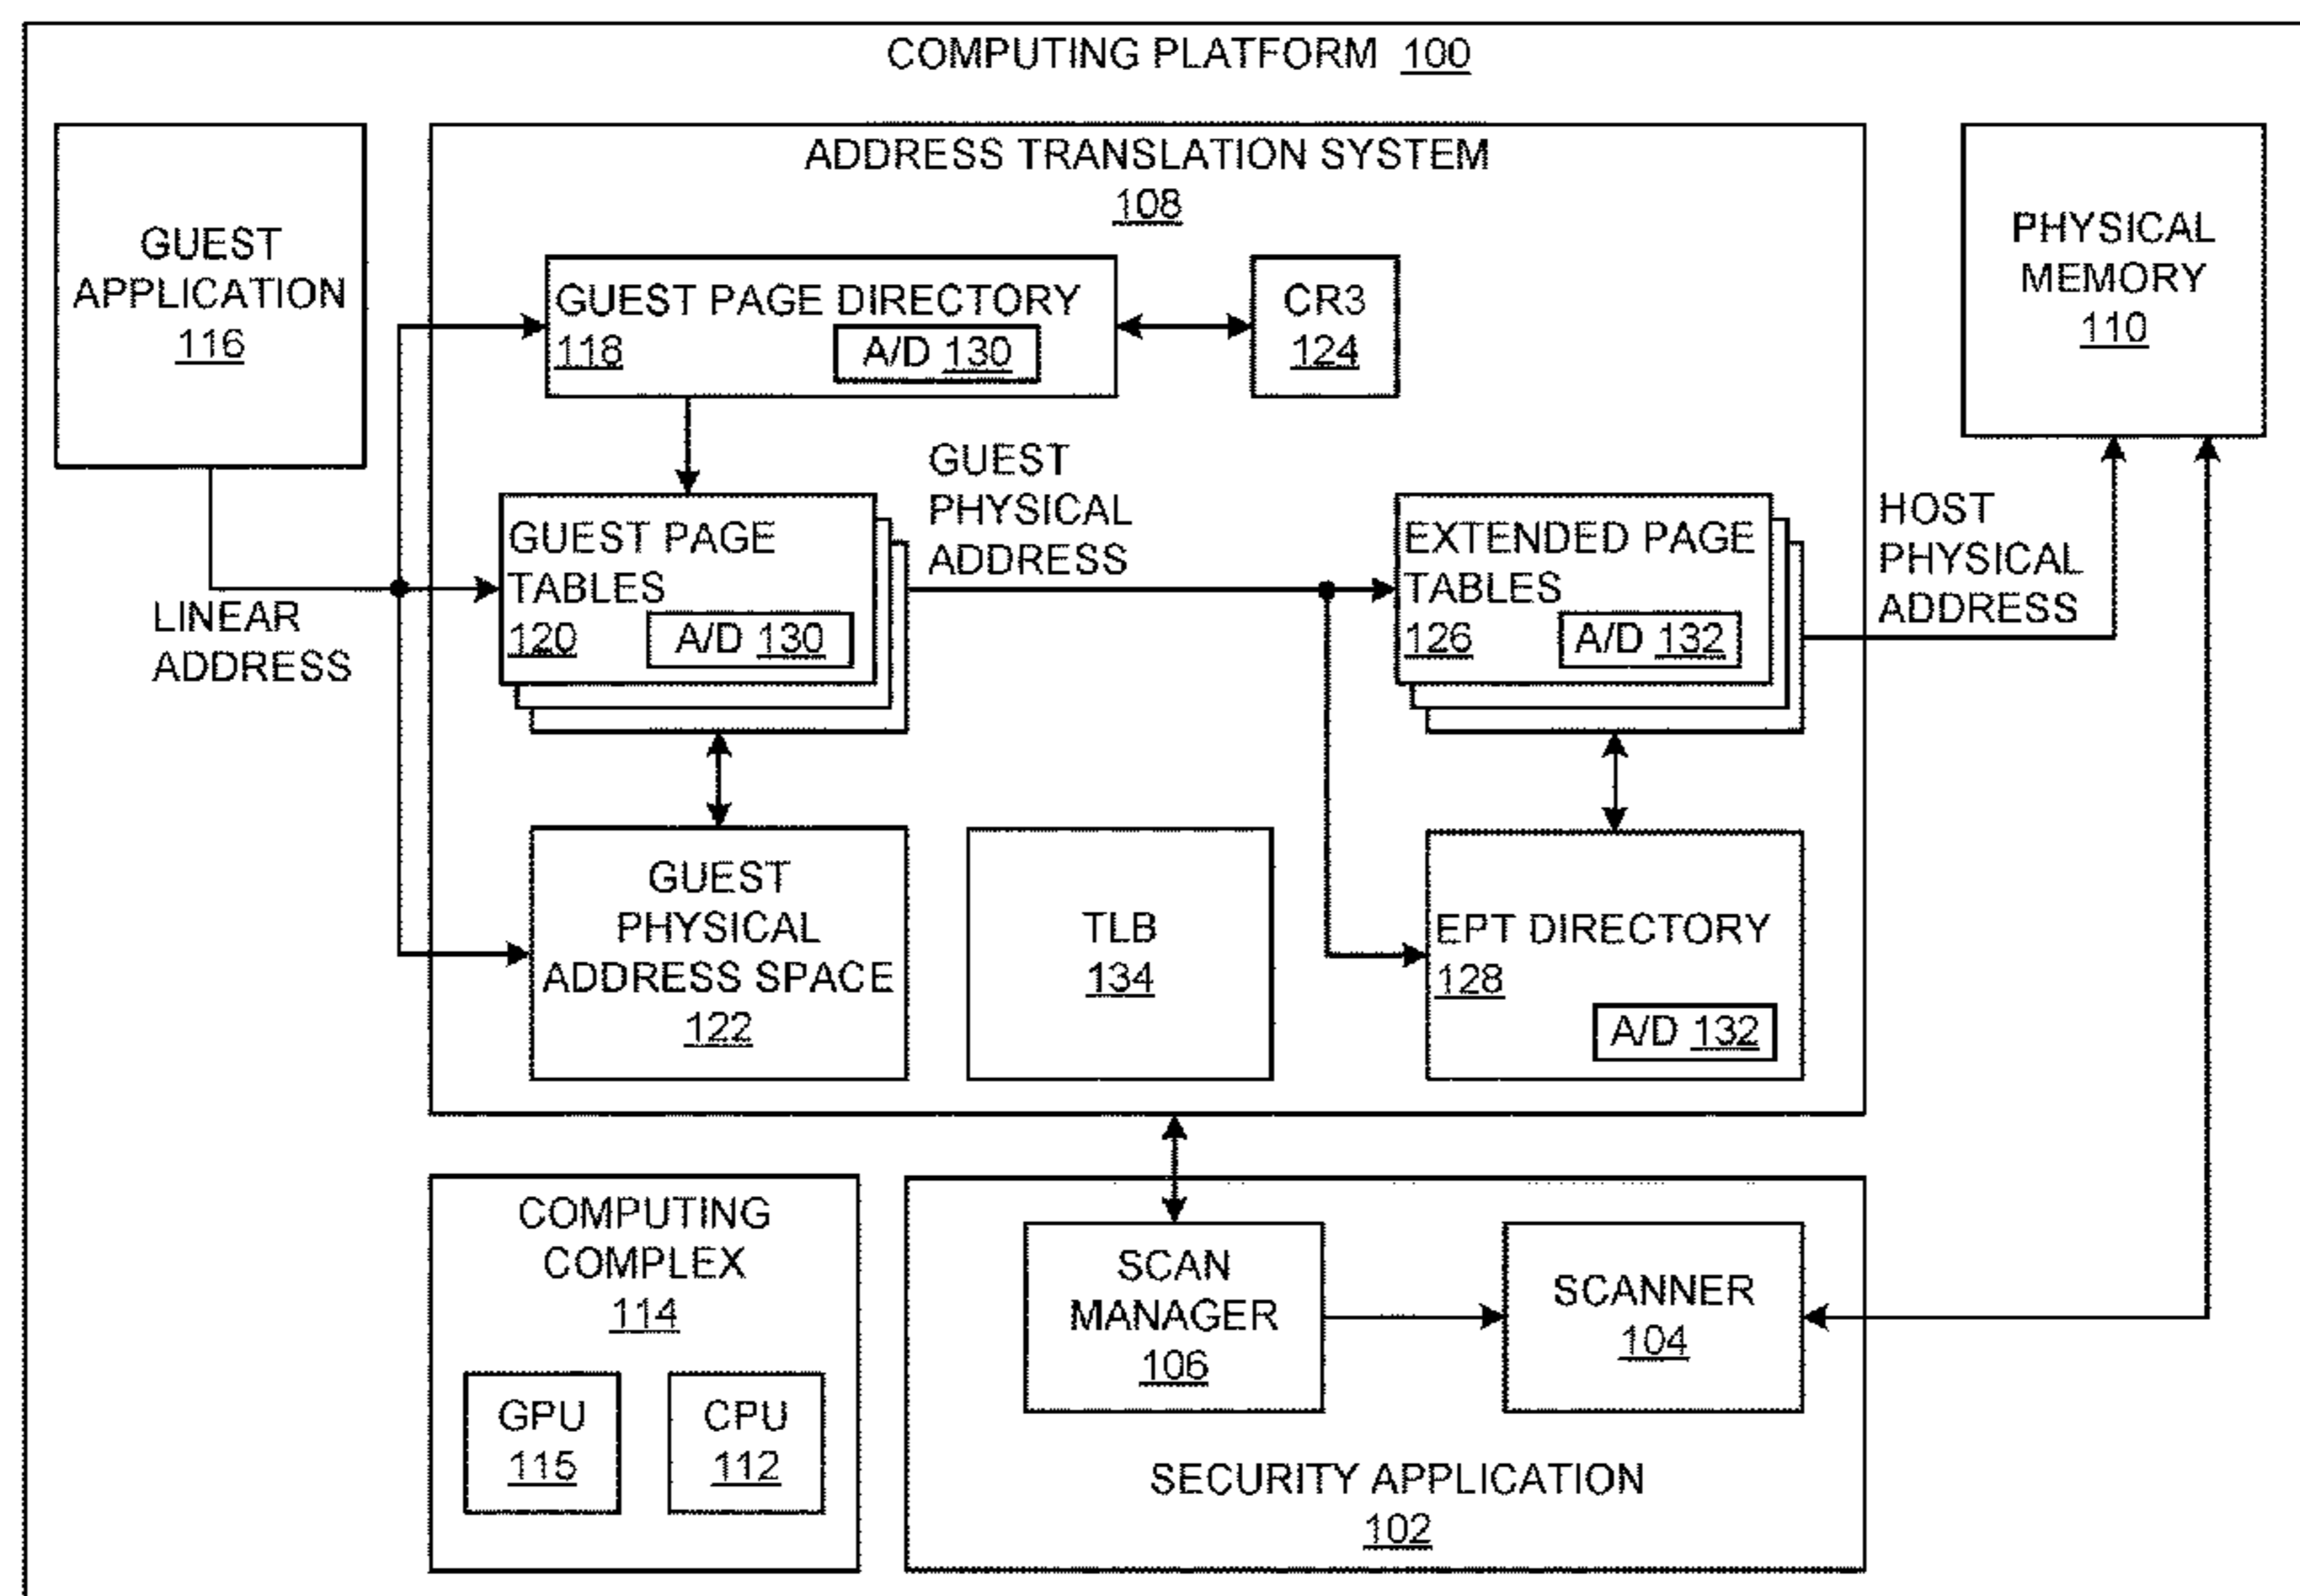 COMPUTING PLATFORM 100
GUEST
APPLICATION
116
ADDRESS TRANSLATION SYSTEM
108
PHYSICAL
MEMORY
110
GUEST PAGE DIRECTORY
118
A/D 130
CR3
124
GUEST
PHYSICAL
ADDRESS
GUEST PAGE
TABLES
120
A/D 130
EXTENDED PAGE
TABLES
126
A/D 132
HOST
PHYSICAL
ADDRESS
LINEAR
ADDRESS
GUEST
PHYSICAL
ADDRESS SPACE
122
TLB
134
EPT DIRECTORY
128
A/D 132
COMPUTING
COMPLEX
114
GPU
115
CPU
112
SCAN
MANAGER
106
SCANNER
104
SECURITY APPLICATION
102